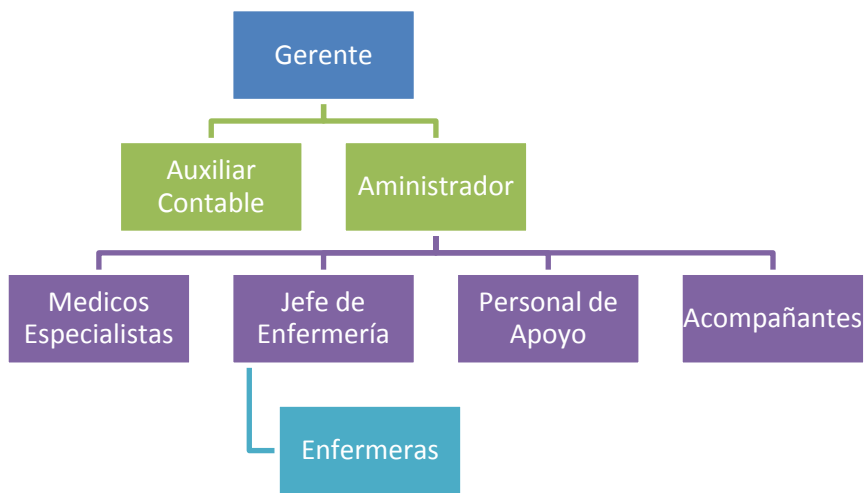 Gerente
Auxiliar
Contable
Aministrador
Medicos
Especialistas
Jefe de
Enfermería
Personal de
Apoyo
Acompañantes
Enfermeras